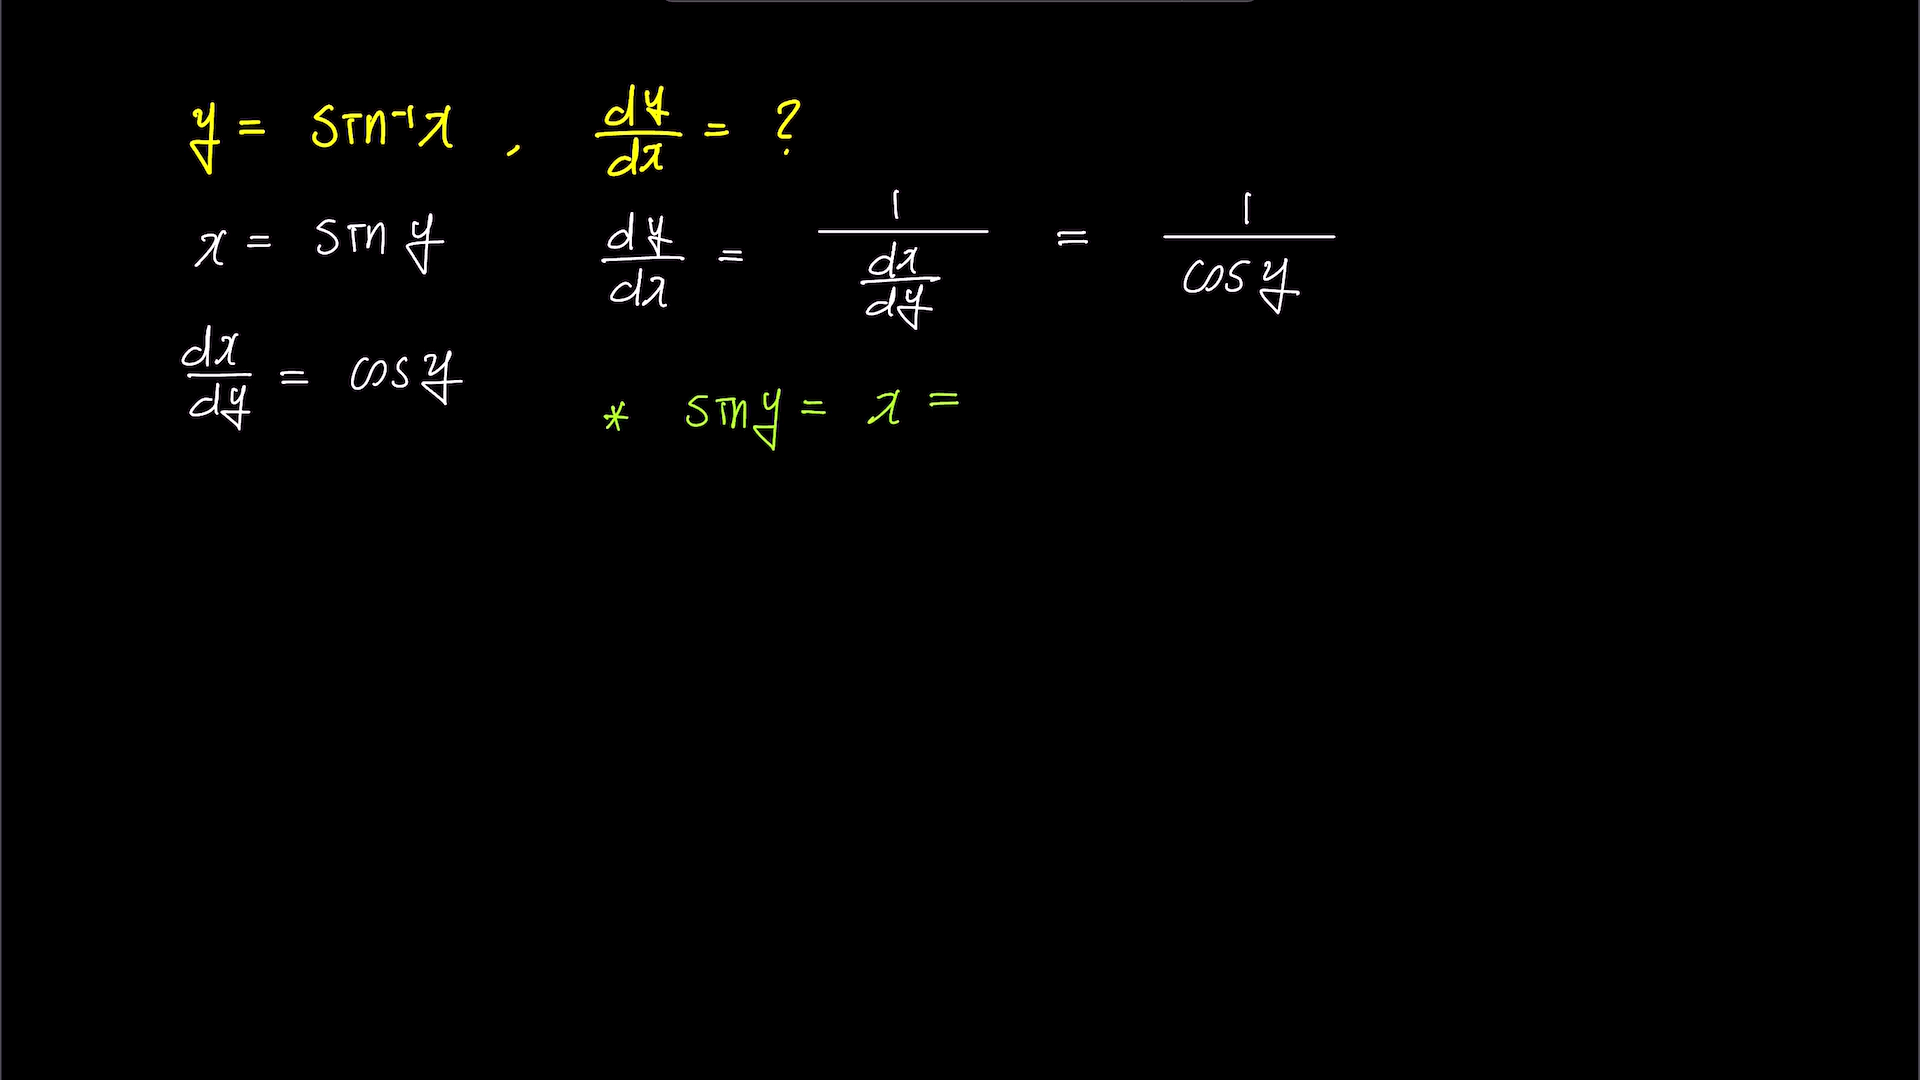 y = sin⁻¹x , dy/dx = ?
x = sin y dy/dx = 1/(dx/dy) = 1/cos y
dx/dy = cos y
* sin y = x =